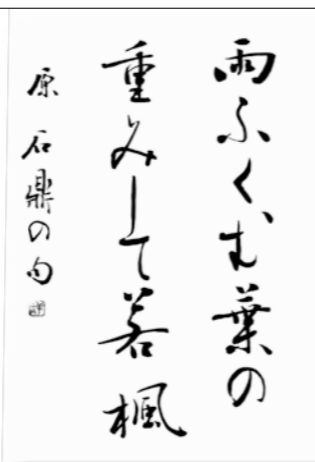 雨ふくむ葉の
重みして若楓
原石鼎の句